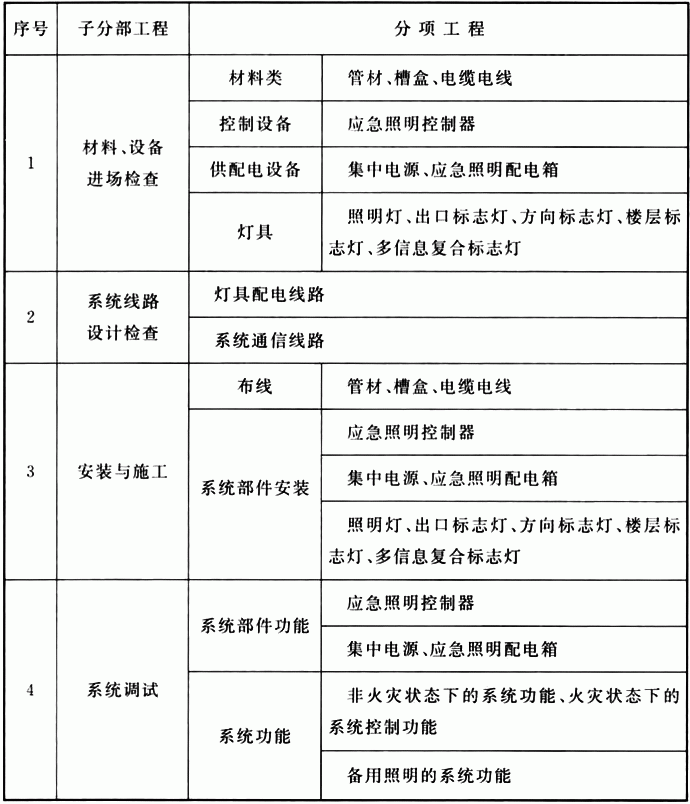 序号
子分部工程
分项工程
1
材料、设备
进场检查
材料类
管材、槽盒、电缆电线
控制设备
应急照明控制器
供配电设备
集中电源、应急照明配电箱
灯具
照明灯、出口标志灯、方向标志灯、楼层标
志灯、多信息复合标志灯
2
系统线路
设计检查
灯具配电线路
系统通信线路
3
安装与施工
布线
管材、槽盒、电缆电线
系统部件安装
应急照明控制器
集中电源、应急照明配电箱
照明灯、出口标志灯、方向标志灯、楼层标
志灯、多信息复合标志灯
4
系统调试
系统部件功能
应急照明控制器
集中电源、应急照明配电箱
系统功能
非火灾状态下的系统功能、火灾状态下的
系统控制功能
备用照明的系统功能